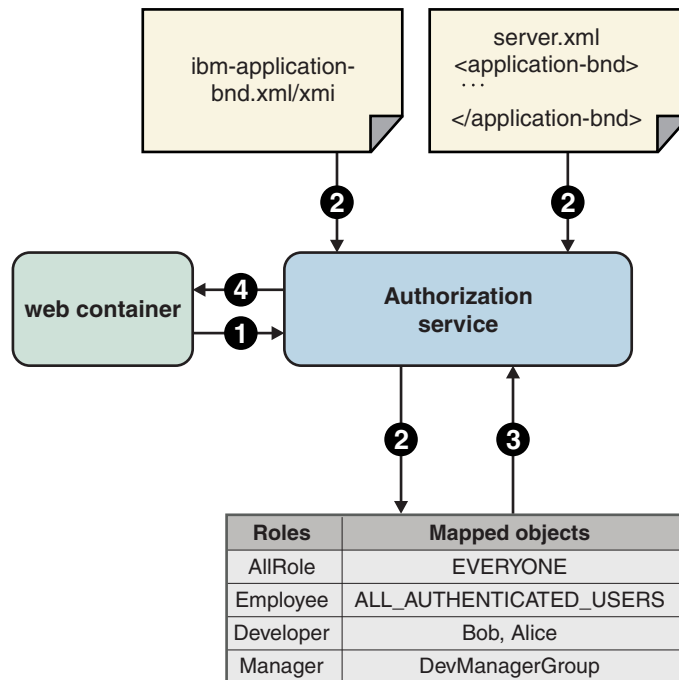 ibm-application-
bnd.xml/xmi
server.xml
<application-bnd>
...
</application-bnd>
2
2
web container
4
1
Authorization
service
2
3
Roles Mapped objects
AllRole EVERYONE
Employee ALL_AUTHENTICATED_USERS
Developer Bob, Alice
Manager DevManagerGroup